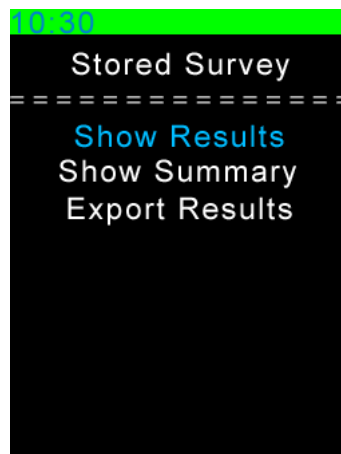 10:30
Stored Survey
===============
Show Results
Show Summary
Export Results